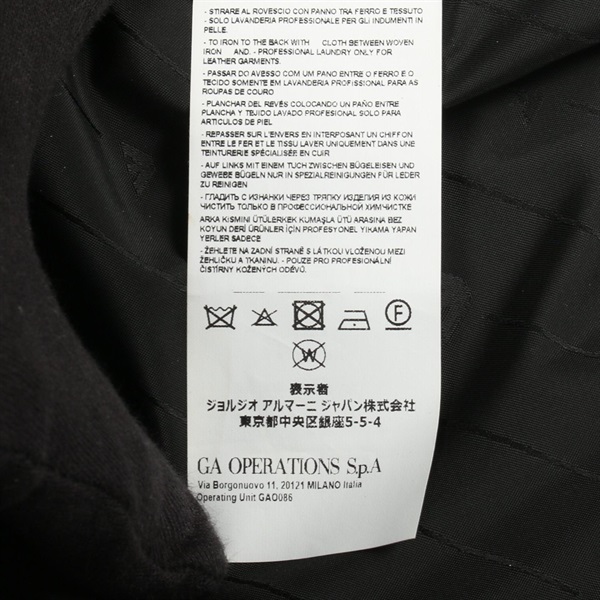 - STIRARE AL ROVESCIO CON PANNO TRA FERRO E TESSUTO
- SOLO LAVANDERIA PROFESSIONALE PER GLI INDUMENTI IN
PELLE.
- TO IRON TO THE BACK WITH CLOTH BETWEEN WOVEN
IRON AND. - PROFESSIONAL LAUNDRY ONLY FOR
LEATHER GARMENTS.
- PASSAR DO AVESSO COM UM PANO ENTRE O FERRO E O
TECIDO SOMENTE EM LAVANDERIA PROFISSIONAL PARA AS
ROUPAS DE COURO
- PLANCHAR DEL REVÉS COLOCANDO UN PAÑO ENTRE
PLANCHA Y TEJIDO LAVADO PROFESIONAL SOLO PARA
ARTICULOS DE PIEL
- REPASSER SUR L'ENVERS EN INTERPOSANT UN CHIFFON
ENTRE LE FER ET LE TISSU LAVER UNIQUEMENT DANS UNE
TEINTURERIE SPÉCIALISÉE EN CUIR
- AUF LINKS MIT EINEM TUCH ZWISCHEN BÜGELEISEN UND
GEWEBE BÜGELN NUR IN SPEZIALREINIGUNGEN FÜR LEDER
ZU REINIGEN
- ГЛАДИТЬ С ИЗНАНКИ ЧЕРЕЗ ТРЯПКУ ИЗДЕЛИЯ ИЗ КОЖИ
ЧИСТИТЬ ТОЛЬКО В ПРОФЕССИОНАЛЬНОЙ ХИМЧИСТКЕ
ARKA KISMINI ÜTÜLERKEK KUMAŞLA ÜTÜ ARASINA BEZ
KOYUN DERİ ÜRÜNLER İÇİN PROFESYONEL YIKAMA YAPAN
YERLER SADECE
- ŽEHLETE NA ZADNÍ STRANĚ S LÁTKOU VLOŽENOU MEZI
ŽEHLIČKU A TKANINU. - POUZE PRO PROFESIONÁLNÍ
ČISTÍRNY KOŽENÝCH ODĚVŮ.
F
W
表示者
ジョルジオ アルマーニ ジャパン株式会社
東京都中央区銀座5-5-4
GA OPERATIONS S.p.A
Via Borgonuovo 11, 20121 MILANO Italia
Operating Unit GAO086